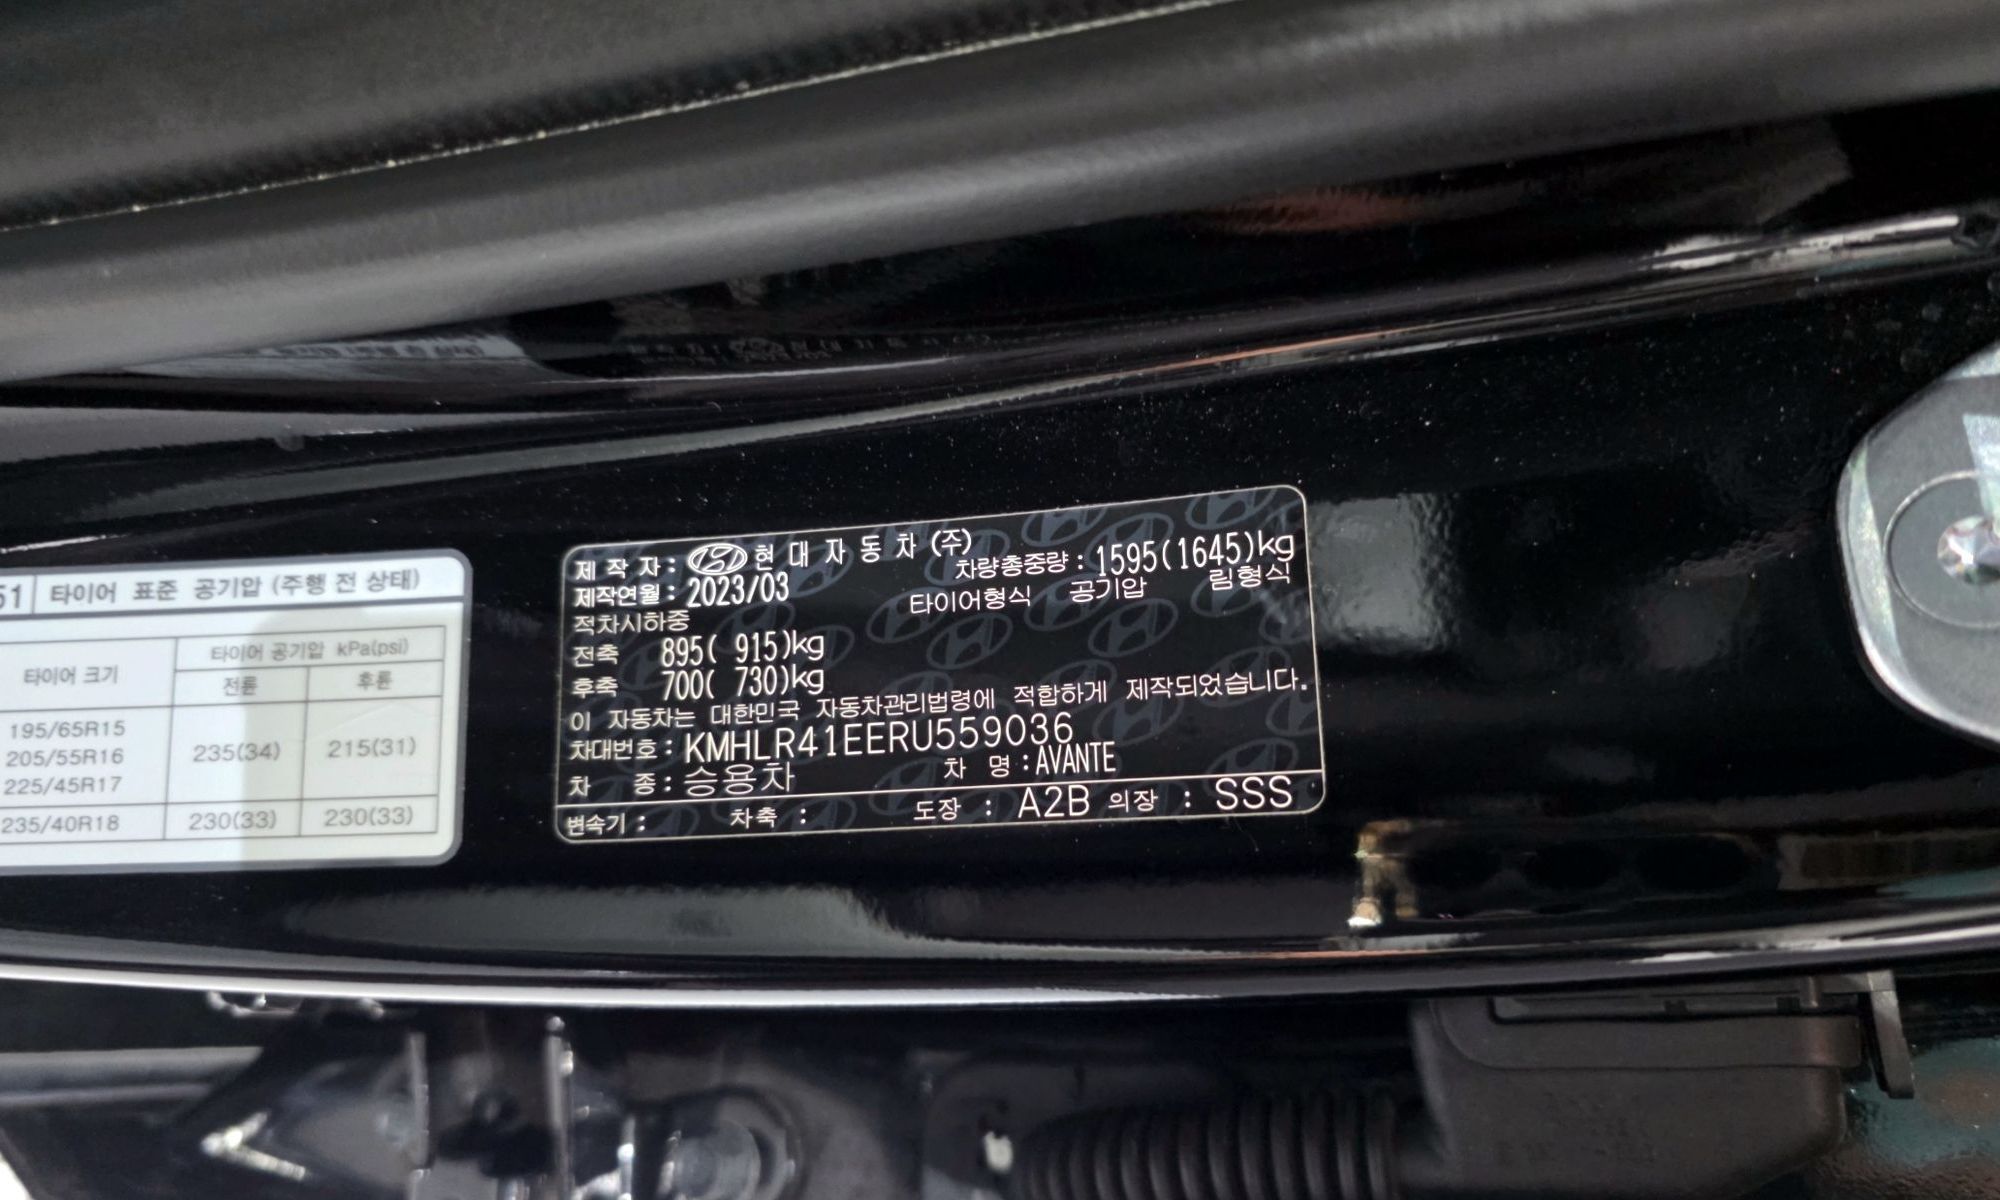 51 타이어 표준 공기압 (주행 전 상태)
타이어 크기 타이어 공기압 kPa(psi)
전륜 후륜
195/65R15
205/55R16 235(34) 215(31)
225/45R17
235/40R18 230(33) 230(33)
제 작 자 : 현 대 자 동 차 (주)
제작연월 : 2023/03 차량총중량 : 1595(1645)kg
적차시하중 타이어형식 공기압 림형식
전축 895( 915)kg
후축 700( 730)kg
이 자동차는 대한민국 자동차관리법령에 적합하게 제작되었습니다.
차대번호 : KMHLR41EERU559036
차 종 : 승용차 차 명 : AVANTE
변속기 : 차축 : 도장 : A2B 의장 : SSS